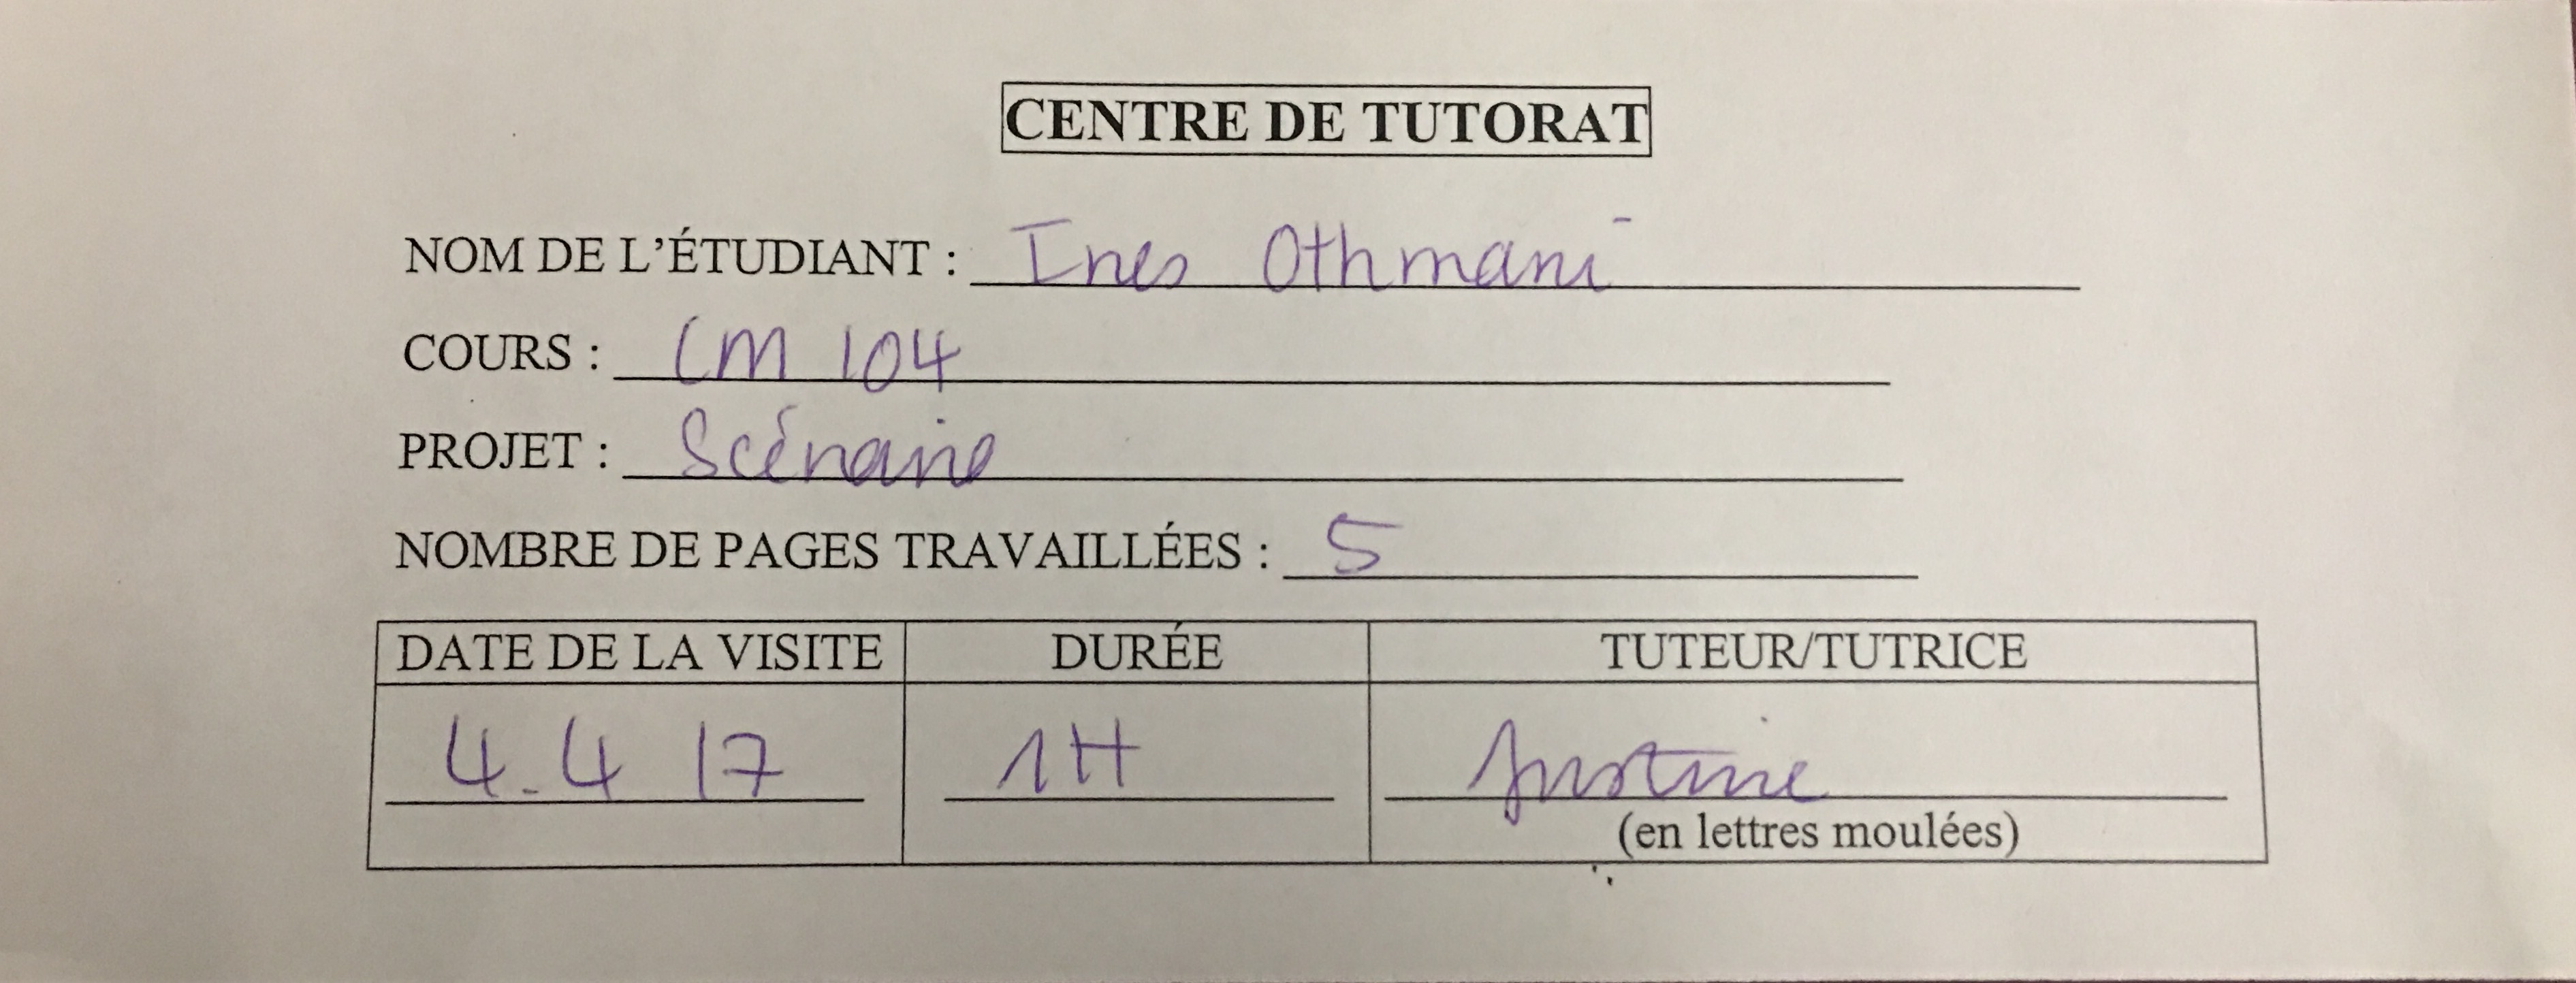 CENTRE DE TUTORAT
NOM DE L'ÉTUDIANT : Ines Othmani
COURS : CM 104
PROJET : Scénario
NOMBRE DE PAGES TRAVAILLÉES : 5
DATE DE LA VISITE DURÉE TUTEUR/TUTRICE
4.4 17 1H Justine
(en lettres moulées)